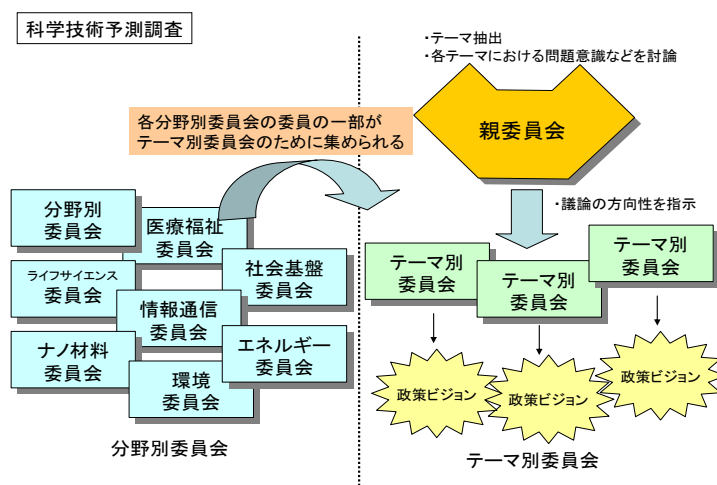 科学技術予測調査
・テーマ抽出
・各テーマにおける問題意識などを討論
親委員会
各分野別委員会の委員の一部が
テーマ別委員会のために集められる
・議論の方向性を指示
分野別
委員会
医療福祉
委員会
社会基盤
委員会
ライフサイエンス
委員会
情報通信
委員会
ナノ材料
委員会
エネルギー
委員会
環境
委員会
分野別委員会
テーマ別
委員会
テーマ別
委員会
テーマ別
委員会
政策ビジョン
政策ビジョン
政策ビジョン
テーマ別委員会